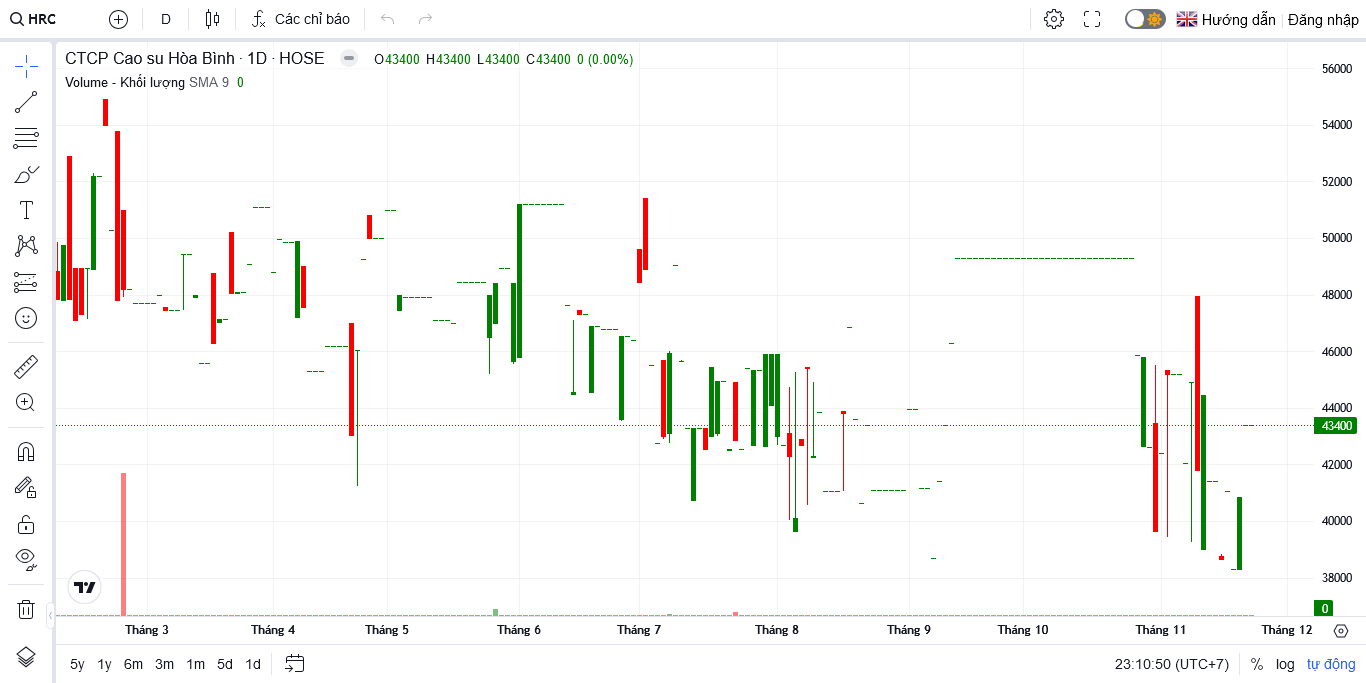 HRC D Các chỉ báo Hướng dẫn Đăng nhập
CTCP Cao su Hòa Bình · 1D · HOSE O43400 H43400 L43400 C43400 0 (0.00%)
Volume - Khối lượng SMA 9 0
56000
54000
52000
50000
48000
46000
44000
43400
42000
40000
38000
0
Tháng 3 Tháng 4 Tháng 5 Tháng 6 Tháng 7 Tháng 8 Tháng 9 Tháng 10 Tháng 11 Tháng 12
5y 1y 6m 3m 1m 5d 1d 23:10:50 (UTC+7) % log tự động